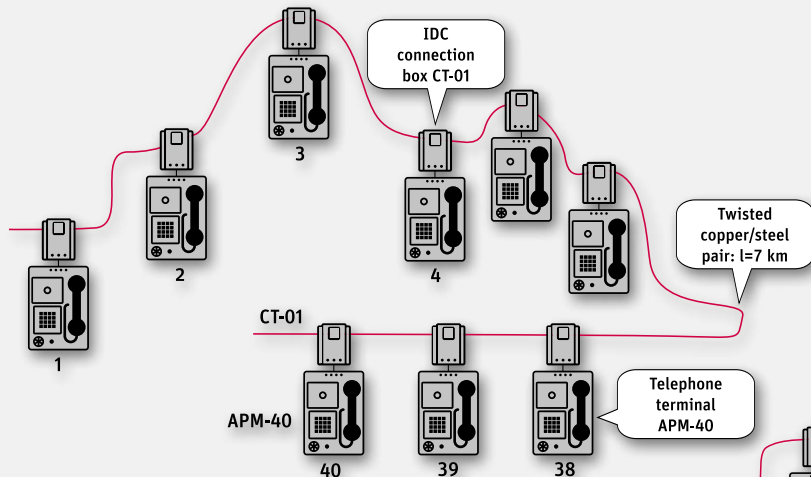 3
IDC
connection
box CT-01
1
2
4
Twisted
copper/steel
pair: l=7 km
CT-01
APM-40
Telephone
terminal
APM-40
40
39
38